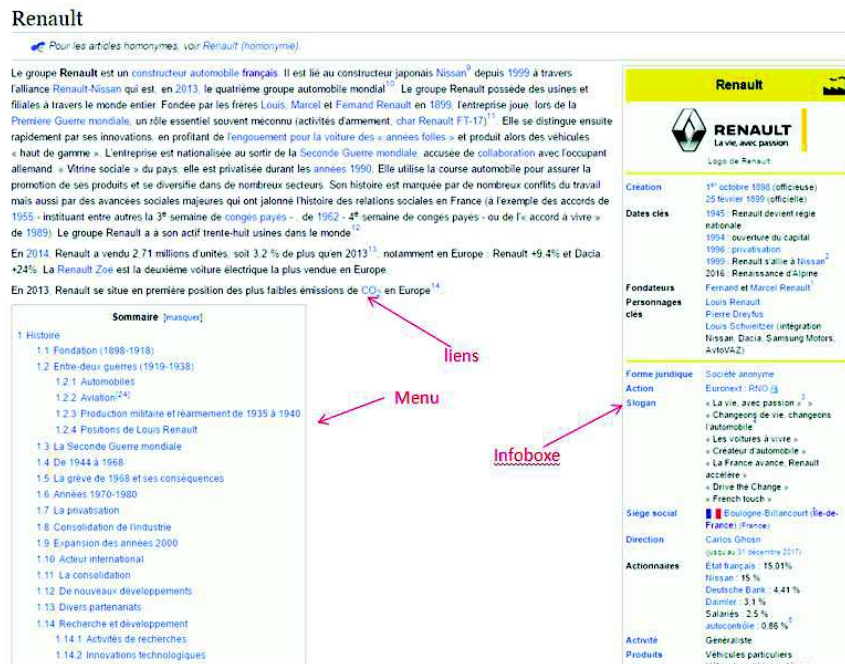 Renault
Pour les articles homonymes, voir Renault (homonymie).
Le groupe Renault est un constructeur automobile français. Il est lié au constructeur japonais Nissan9 depuis 1999 à travers
l'alliance Renault-Nissan qui est, en 2013, le quatrième groupe automobile mondial10. Le groupe Renault possède des usines et
filiales à travers le monde entier. Fondée par les frères Louis, Marcel et Fernand Renault en 1899, l'entreprise joue, lors de la
Première Guerre mondiale, un rôle essentiel souvent méconnu (activités d'armement, char Renault FT-17)11. Elle se distingue ensuite
rapidement par ses innovations, en profitant de l'engouement pour la voiture des « années folles » et produit alors des véhicules
« haut de gamme ». L'entreprise est nationalisée au sortir de la Seconde Guerre mondiale, accusée de collaboration avec l'occupant
allemand. « Vitrine sociale » du pays, elle est privatisée durant les années 1990. Elle utilise la course automobile pour assurer la
promotion de ses produits et se diversifie dans de nombreux secteurs. Son histoire est marquée par de nombreux conflits du travail
mais aussi par des avancées sociales majeures qui ont jalonné l'histoire des relations sociales en France (à l'exemple des accords de
1955 - instituant entre autres la 3e semaine de congés payés - , de 1962 - 4e semaine de congés payés - ou de l'« accord à vivre »
de 1989). Le groupe Renault a à son actif trente-huit usines dans le monde12.
En 2014, Renault a vendu 2,71 millions d'unités, soit 3,2 % de plus qu'en 201313, notamment en Europe : Renault +9,4% et Dacia
+24%. La Renault Zoé est la deuxième voiture électrique la plus vendue en Europe.
En 2013, Renault se situe en première position des plus faibles émissions de CO2 en Europe14.
Sommaire [masquer]
1 Histoire
1.1 Fondation (1898-1918)
1.2 Entre-deux guerres (1919-1938)
1.2.1 Automobiles
1.2.2 Aviation[24]
1.2.3 Production militaire et réarmement de 1935 à 1940
1.2.4 Positions de Louis Renault
1.3 La Seconde Guerre mondiale
1.4 De 1944 à 1968
1.5 La grève de 1968 et ses conséquences
1.6 Années 1970-1980
1.7 La privatisation
1.8 Consolidation de l'industrie
1.9 Expansion des années 2000
1.10 Acteur international
1.11 La consolidation
1.12 De nouveaux développements
1.13 Divers partenariats
1.14 Recherche et développement
1.14.1 Activités de recherches
1.14.2 Innovations technologiques
liens
Menu
Infoboxe
Renault
RENAULT
La vie, avec passion
Logo de Renault
Création 1er octobre 1898 (officieuse)
25 février 1899 (officielle)
Dates clés 1945 : Renault devient régie
nationale
1994 : ouverture du capital
1996 : privatisation
1999 : Renault s'allie à Nissan2
2016 : Renaissance d'Alpine
Fondateurs Fernand et Marcel Renault1
Personnages Louis Renault
clés Pierre Dreyfus
Louis Schweitzer (intégration
Nissan, Dacia, Samsung Motors,
AvtoVAZ)
Forme juridique Société anonyme
Action Euronext : RNO
Slogan « La vie, avec passion »3 »
« Changeons de vie, changeons
l'automobile4
« Les voitures à vivre »
« Créateur d'automobile »
« La France avance, Renault
accélère »
« Drive the Change »
« French touch »
Siège social Boulogne-Billancourt (Île-de-
France) (France)
Direction Carlos Ghosn
(jusqu'au 31 décembre 2017)
Actionnaires État français : 15,01%
Nissan : 15 %
Deutsche Bank : 4,41 %
Daimler : 3,1 %
Salariés : 2,5 %
autocontrôle : 0,86 %6
Activité Généraliste
Produits Véhicules particuliers